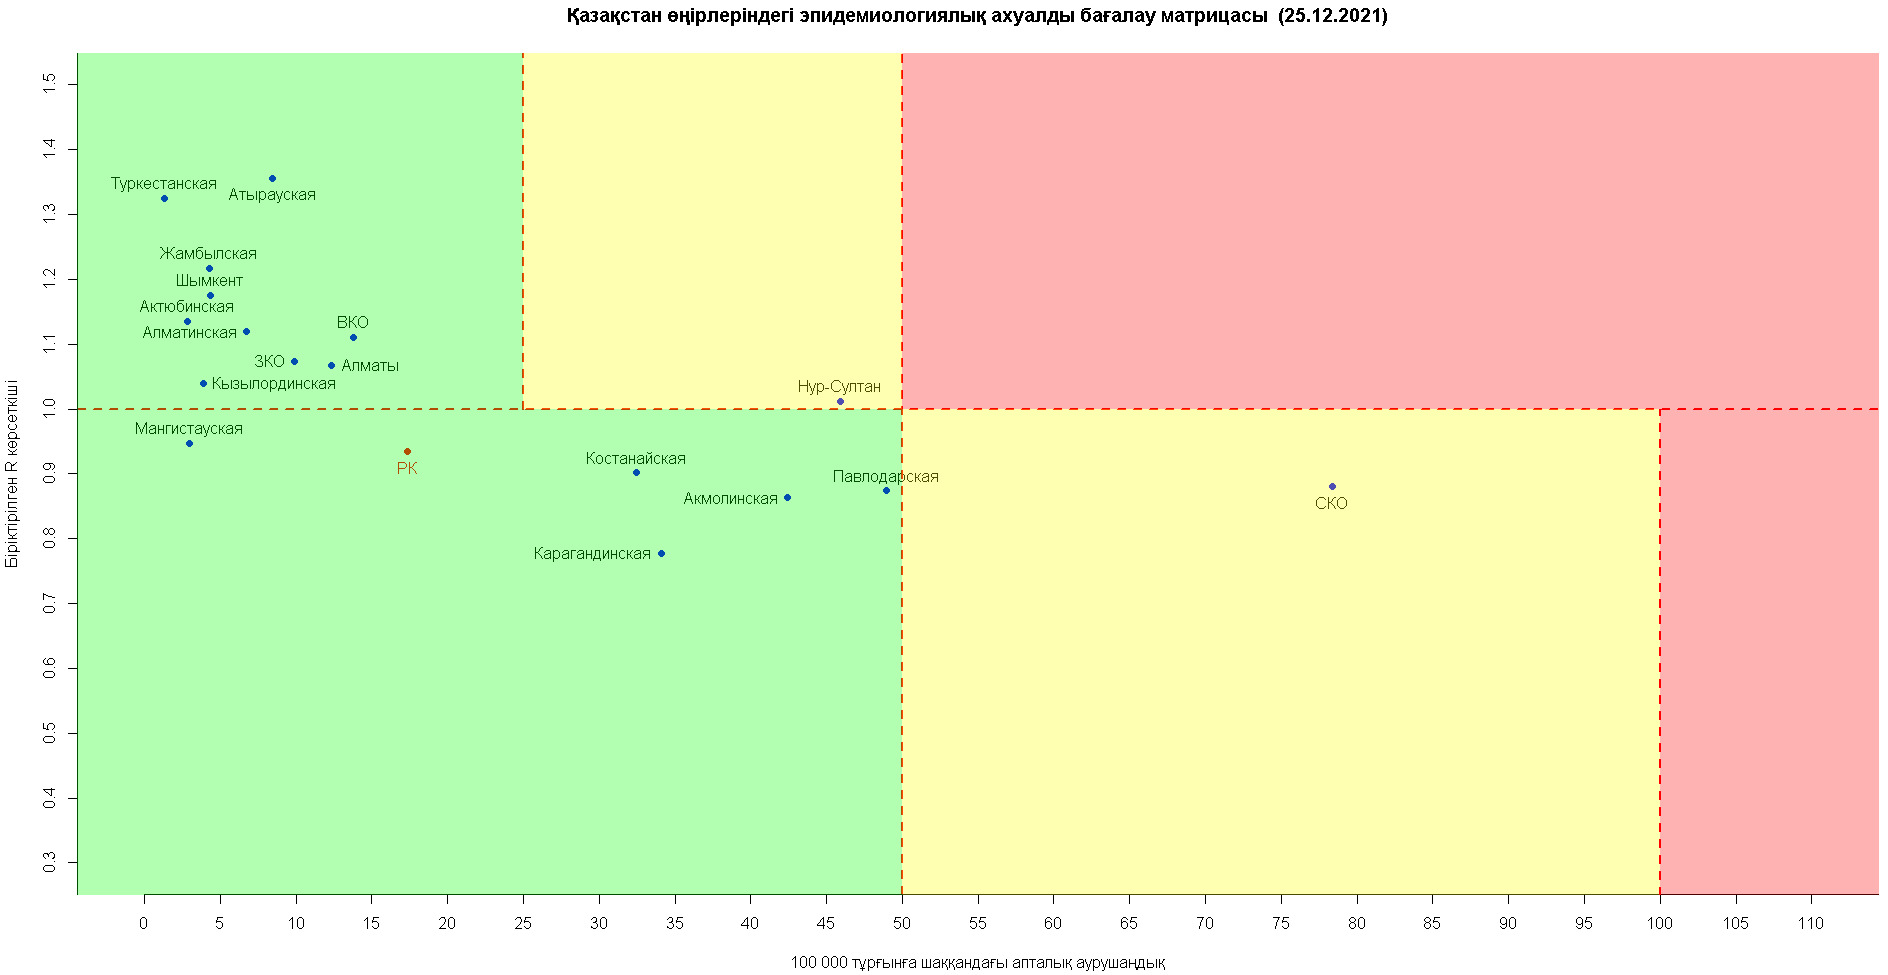 Қазақстан өңірлеріндегі эпидемиологиялық ахуалды бағалау матрицасы (25.12.2021)
Біріктірілген R көрсеткіші
1.5
1.4
1.3
1.2
1.1
1.0
0.9
0.8
0.7
0.6
0.5
0.4
0.3
Туркестанская
Атырауская
Жамбылская
Шымкент
Актюбинская
Алматинская
ВКО
ЗКО
Алматы
Кызылординская
Нур-Султан
Мангистауская
РК
Костанайская
Павлодарская
Акмолинская
СКО
Карагандинская
0 5 10 15 20 25 30 35 40 45 50 55 60 65 70 75 80 85 90 95 100 105 110
100 000 тұрғынға шаққандағы апталық аурушаңдық